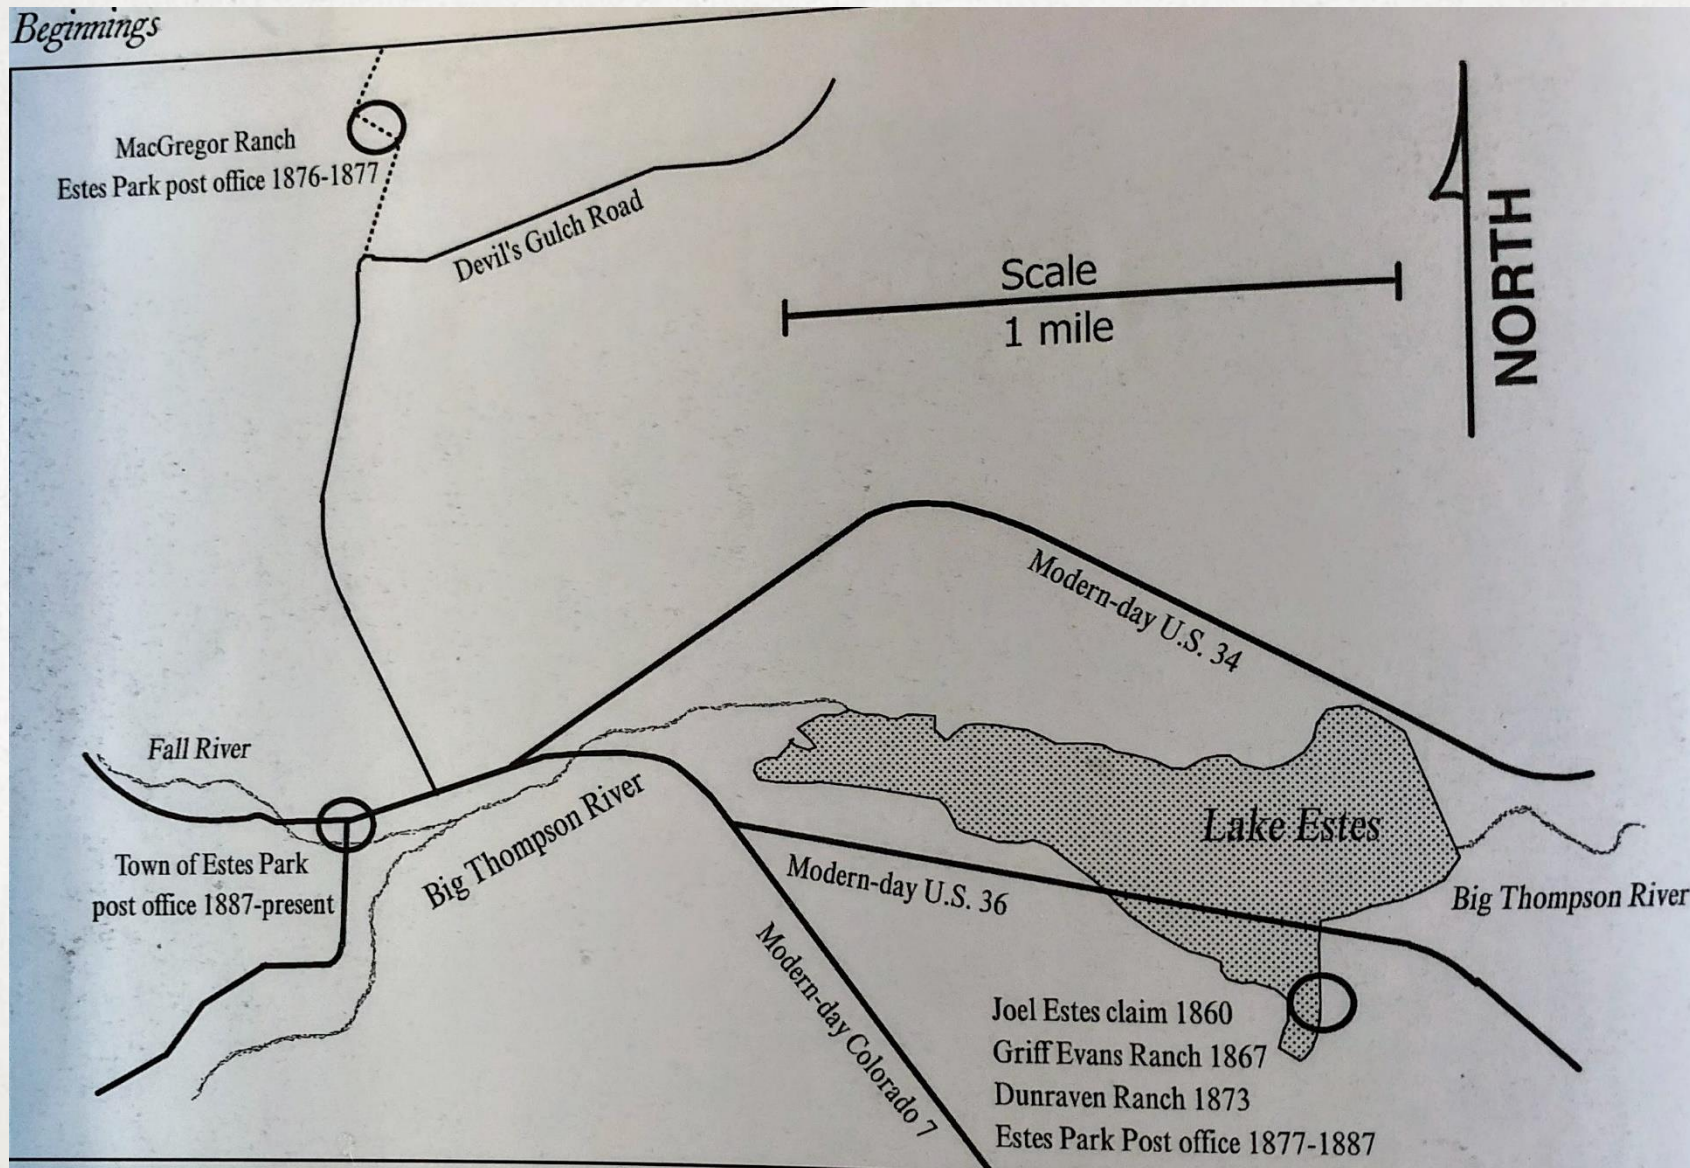 Beginnings
MacGregor Ranch
Estes Park post office 1876-1877
Devil's Gulch Road
Scale
1 mile
NORTH
Modern-day U.S. 34
Fall River
Town of Estes Park
post office 1887-present
Big Thompson River
Lake Estes
Modern-day U.S. 36
Big Thompson River
Modern-day Colorado 7
Joel Estes claim 1860
Griff Evans Ranch 1867
Dunraven Ranch 1873
Estes Park Post office 1877-1887